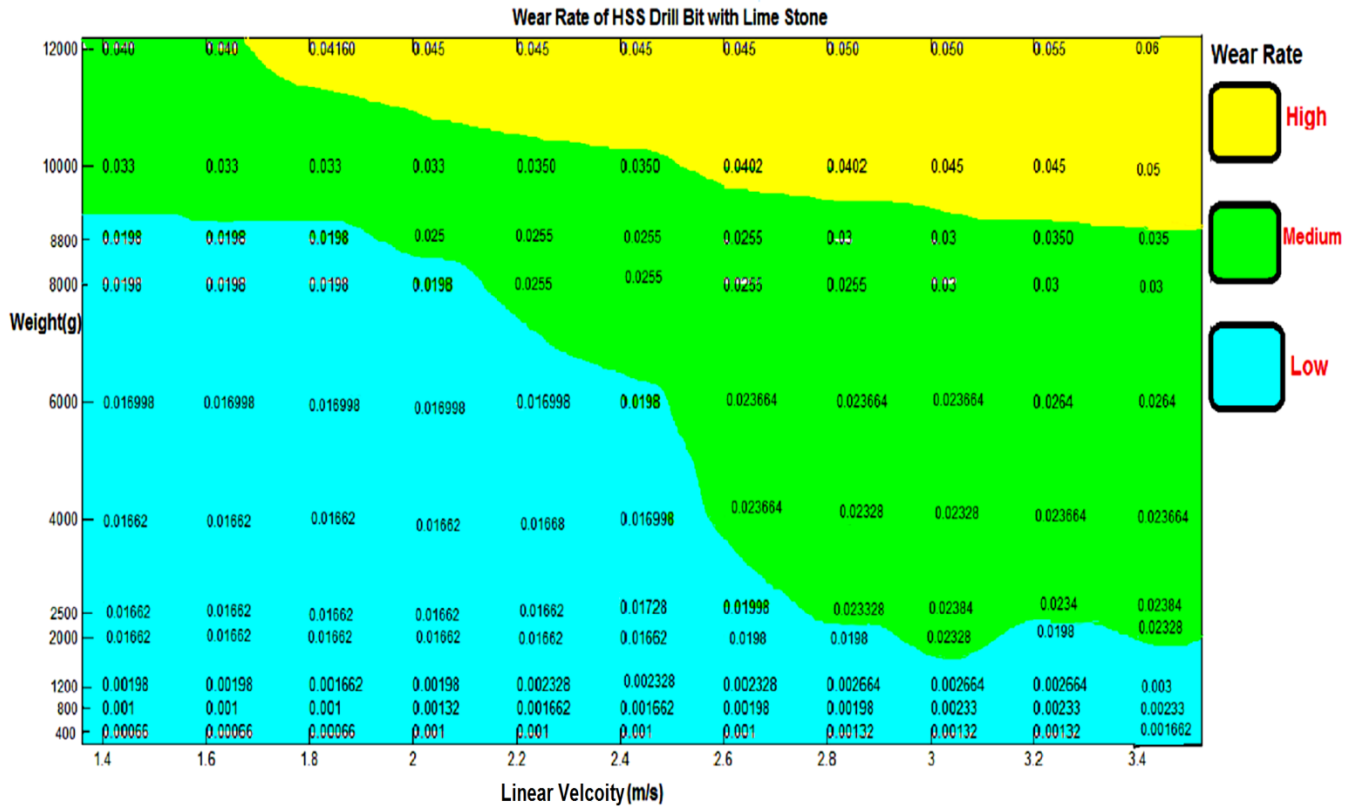 Wear Rate of HSS Drill Bit with Lime Stone
12000 0.040 0.040 0.04160 0.045 0.045 0.045 0.045 0.050 0.050 0.055 0.06
Wear Rate
High
10000 0.033 0.033 0.033 0.033 0.0350 0.0350 0.0402 0.0402 0.045 0.045 0.05
8800 0.0198 0.0198 0.0198 0.025 0.0255 0.0255 0.0255 0.03 0.03 0.0350 0.035
Medium
8000 0.0198 0.0198 0.0198 0.0198 0.0255 0.0255 0.0255 0.0255 0.03 0.03 0.03
Weight(g)
Low
6000 0.016998 0.016998 0.016998 0.016998 0.016998 0.0198 0.023664 0.023664 0.023664 0.0264 0.0264
4000 0.01662 0.01662 0.01662 0.01662 0.01668 0.016998 0.023664 0.02328 0.02328 0.023664 0.023664
2500 0.01662 0.01662 0.01662 0.01662 0.01662 0.01728 0.01998 0.023328 0.02384 0.0234 0.02384
2000 0.01662 0.01662 0.01662 0.01662 0.01662 0.01662 0.0198 0.0198 0.02328 0.0198 0.02328
1200 0.00198 0.00198 0.001662 0.00198 0.002328 0.002328 0.002328 0.002664 0.002664 0.002664 0.003
800 0.001 0.001 0.001 0.00132 0.001662 0.001662 0.00198 0.00198 0.00233 0.00233 0.00233
400 0.00066 0.00066 0.00066 0.001 0.001 0.001 0.001 0.00132 0.00132 0.00132 0.001662
1.4 1.6 1.8 2 2.2 2.4 2.6 2.8 3 3.2 3.4
Linear Velcoity(m/s)